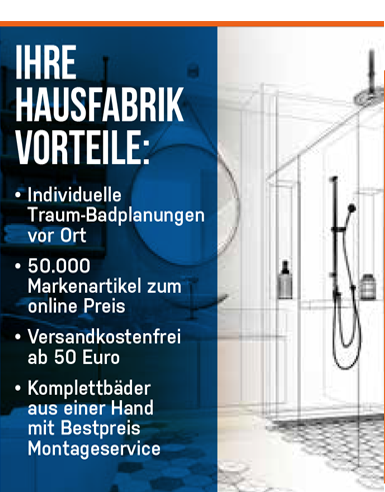 IHRE
HAUSFABRIK
VORTEILE:
• Individuelle
Traum-Badplanungen
vor Ort
• 50.000
Markenartikel zum
online Preis
• Versandkostenfrei
ab 50 Euro
• Komplettbäder
aus einer Hand
mit Bestpreis
Montageservice